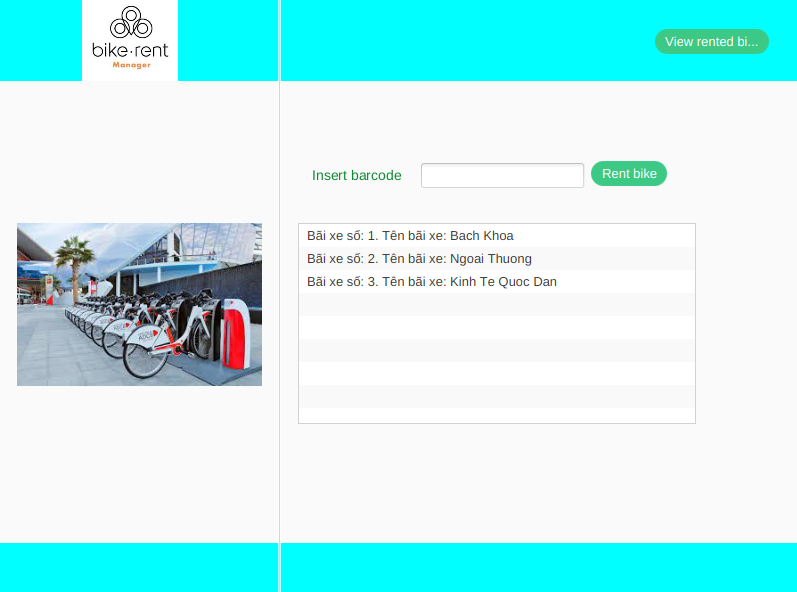 bike·rent
Manager
View rented bi...
Insert barcode
Rent bike
Bãi xe số: 1. Tên bãi xe: Bach Khoa
Bãi xe số: 2. Tên bãi xe: Ngoai Thuong
Bãi xe số: 3. Tên bãi xe: Kinh Te Quoc Dan